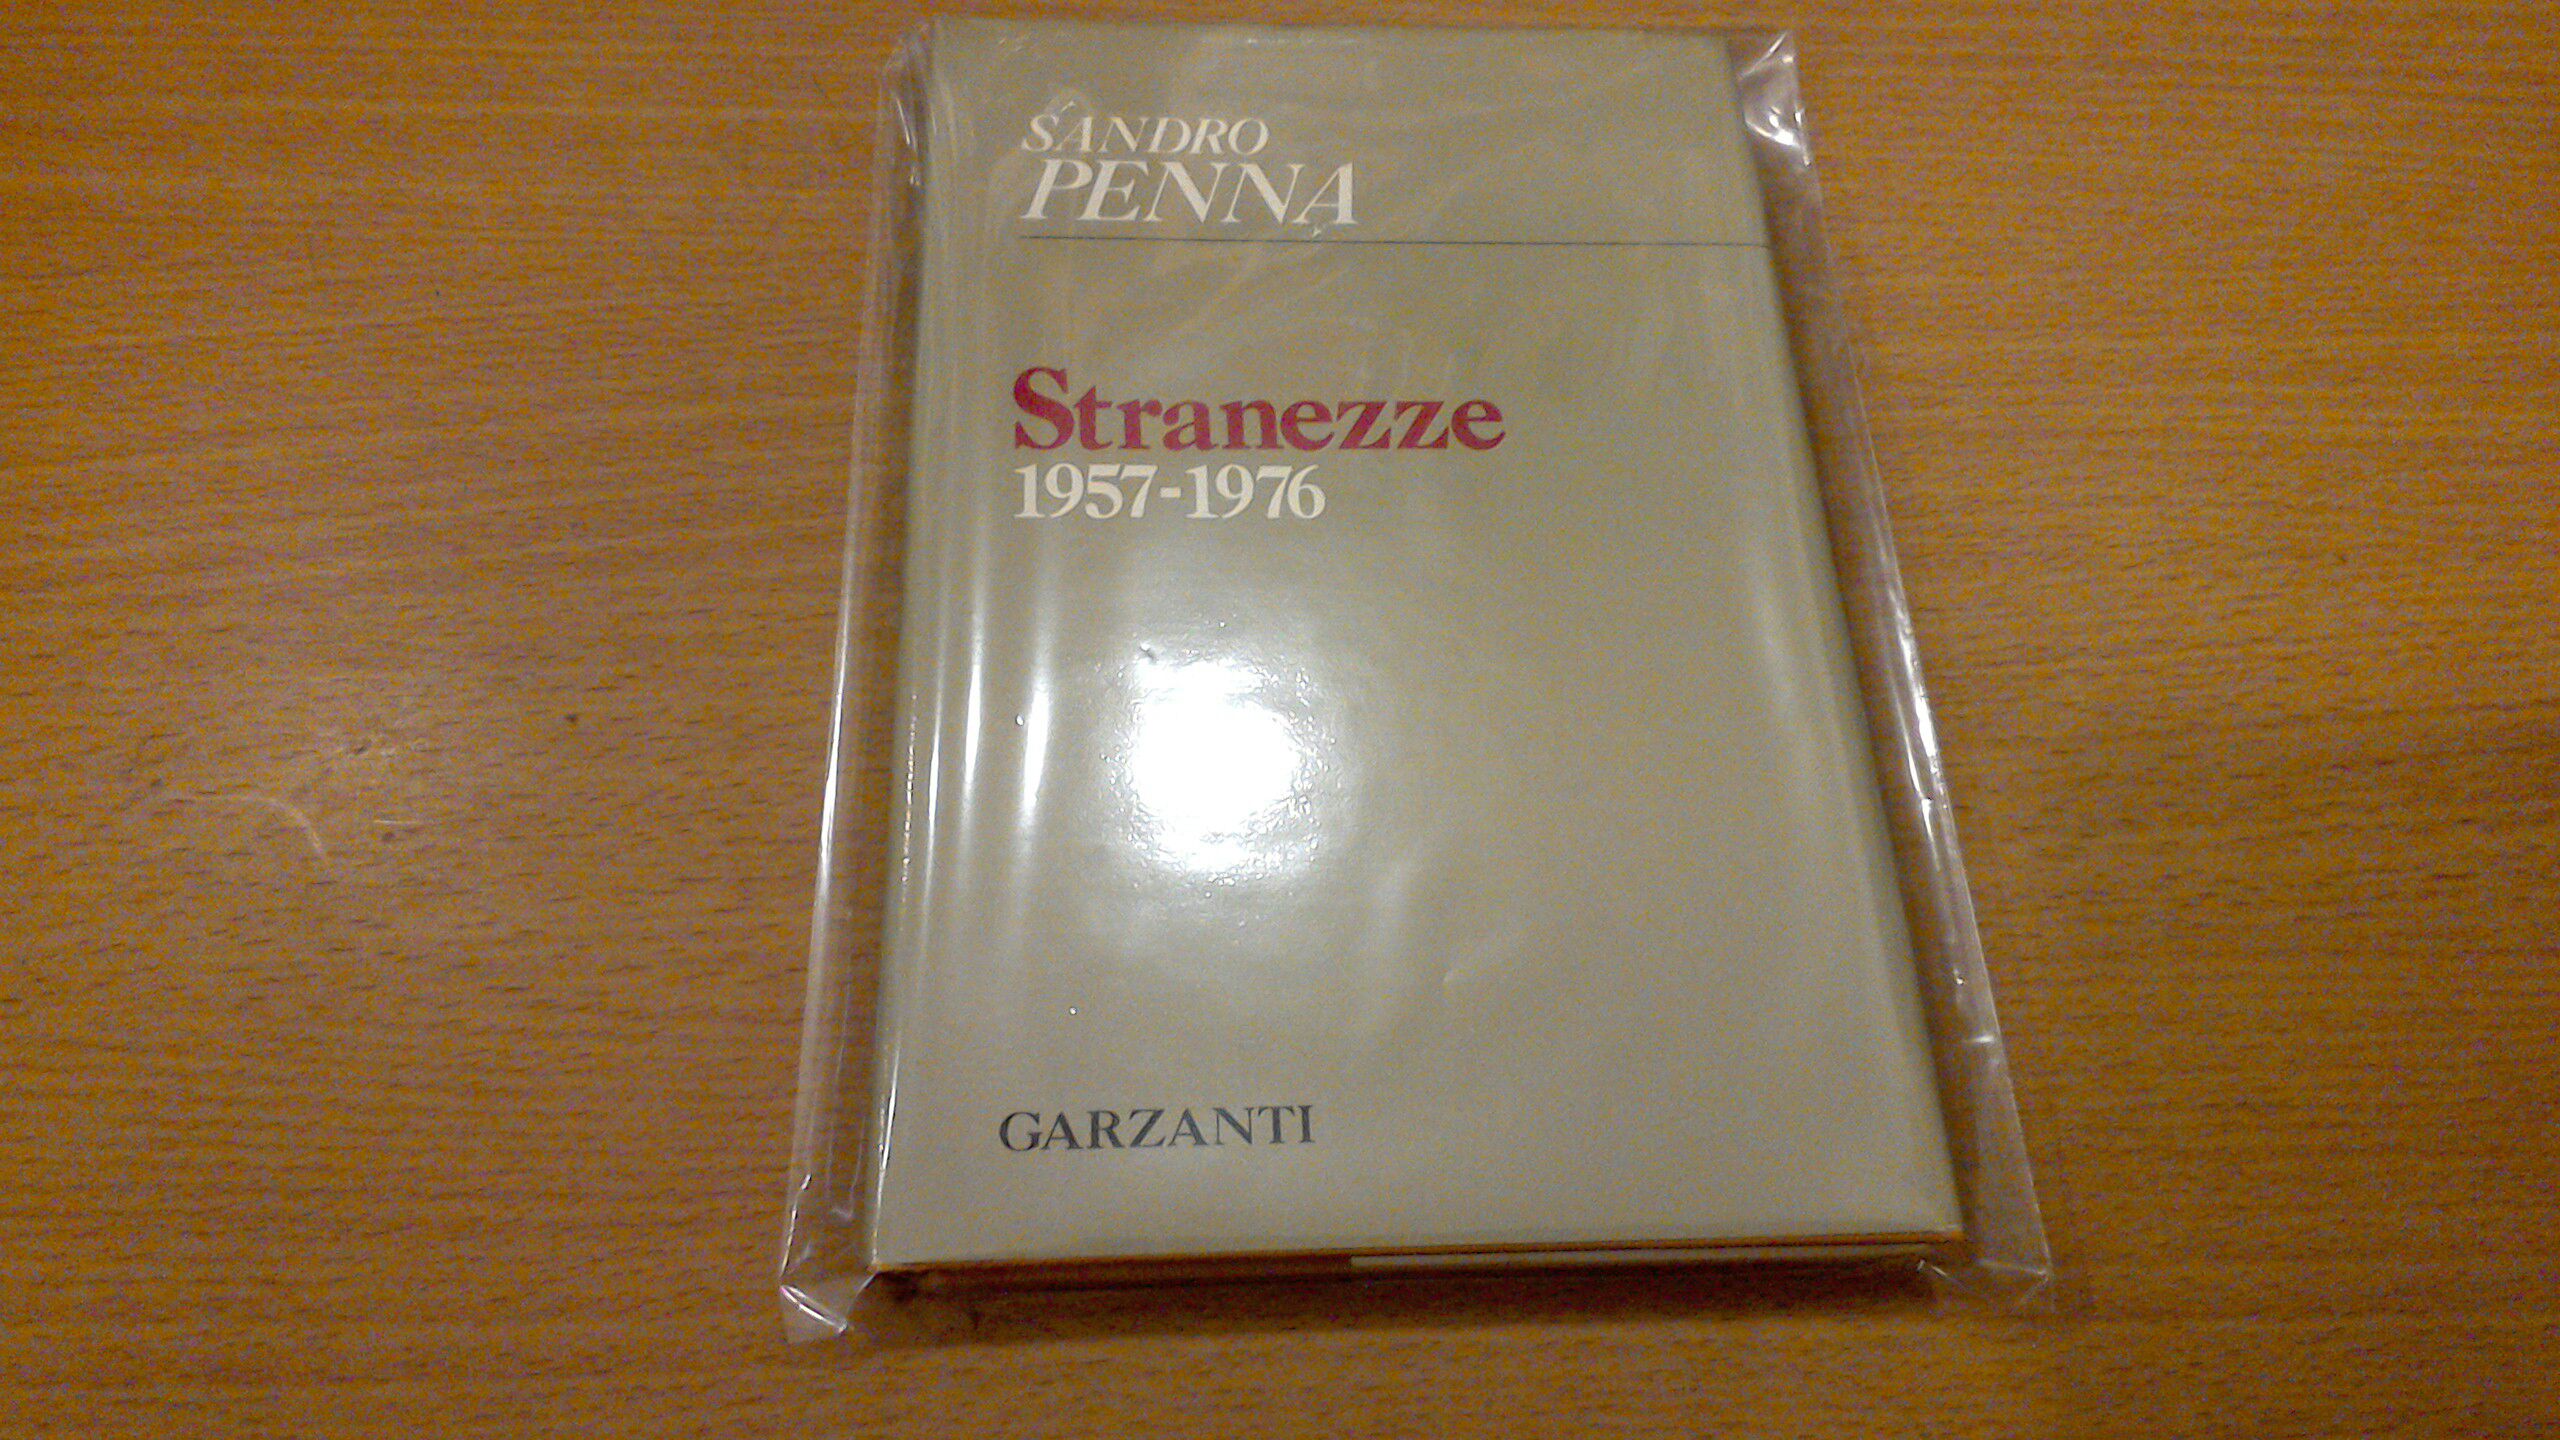 SANDRO
PENNA
Stranezze
1957-1976
GARZANTI